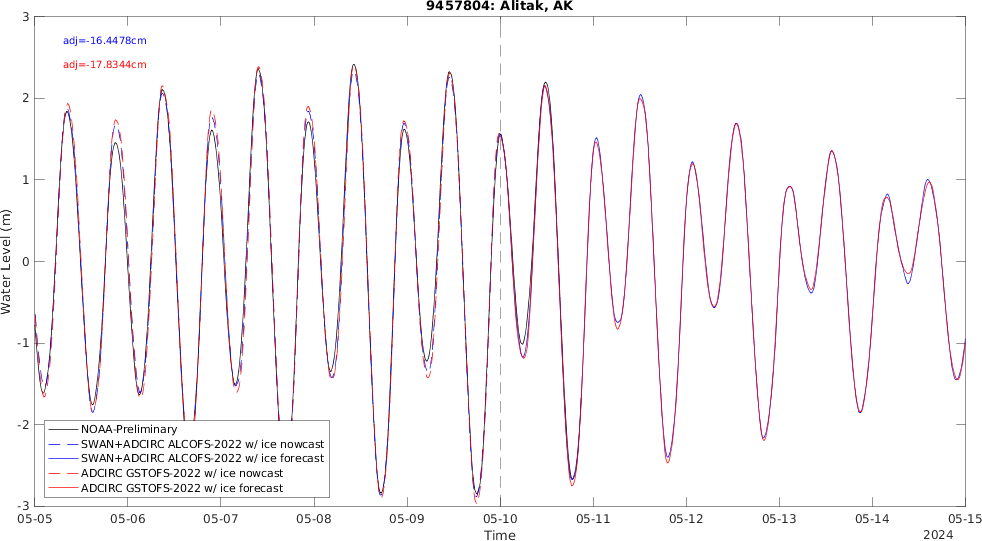 9457804: Alitak, AK
adj=-16.4478cm
adj=-17.8344cm
3
2
1
0
-1
-2
-3
Water Level (m)
NOAA-Preliminary
SWAN+ADCIRC ALCOFS-2022 w/ ice nowcast
SWAN+ADCIRC ALCOFS-2022 w/ ice forecast
ADCIRC GSTOFS-2022 w/ ice nowcast
ADCIRC GSTOFS-2022 w/ ice forecast
05-05 05-06 05-07 05-08 05-09 05-10 05-11 05-12 05-13 05-14 05-15
Time
2024